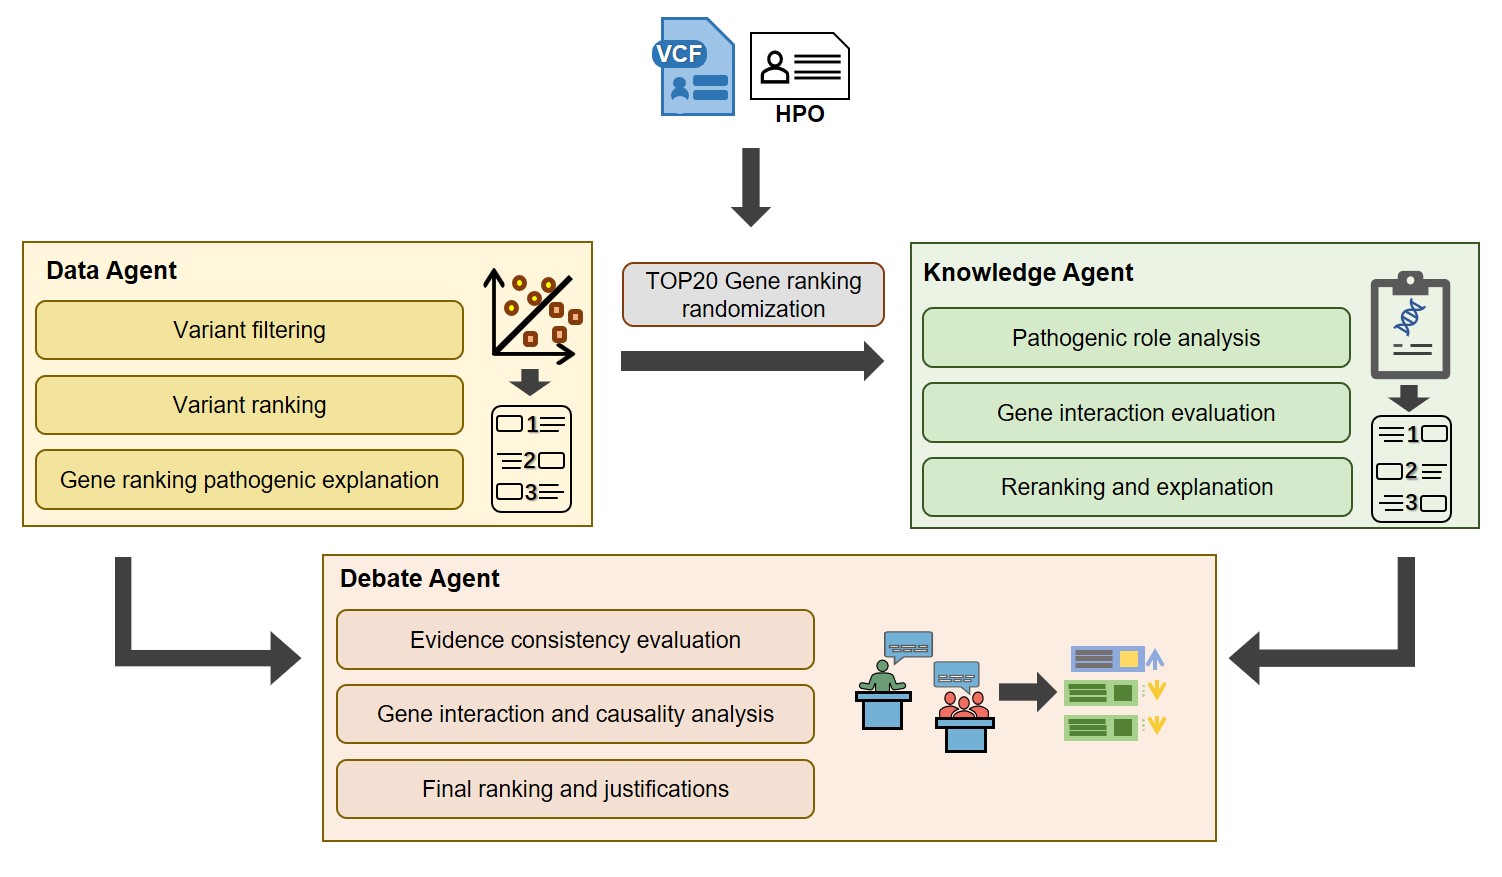 VCF
HPO
Data Agent
Variant filtering
Variant ranking
Gene ranking pathogenic explanation
1
2
3
TOP20 Gene ranking
randomization
Knowledge Agent
Pathogenic role analysis
Gene interaction evaluation
Reranking and explanation
1
2
3
Debate Agent
Evidence consistency evaluation
Gene interaction and causality analysis
Final ranking and justifications